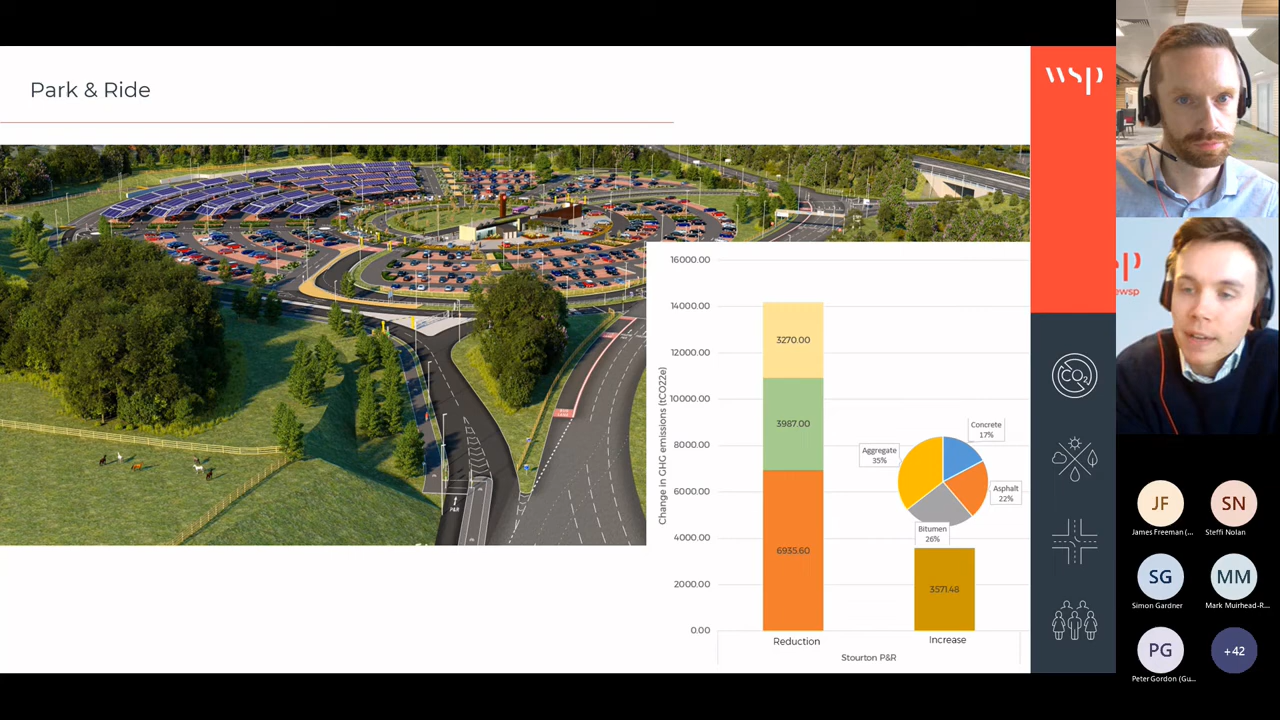 Park & Ride
wsp
16000.00
14000.00
12000.00
10000.00
8000.00
6000.00
4000.00
2000.00
0.00
Change in GHG emissions (tCO22e)
3270.00
3987.00
6935.60
3571.48
Concrete
17%
Aggregate
35%
Asphalt
22%
Bitumen
26%
Reduction
Increase
Stourton P&R
P&R
CO₂
ewsp
JF
James Freeman (...
SN
Steffi Nolan
SG
Simon Gardner
MM
Mark Muirhead-R...
PG
Peter Gordon (Gu...
+42